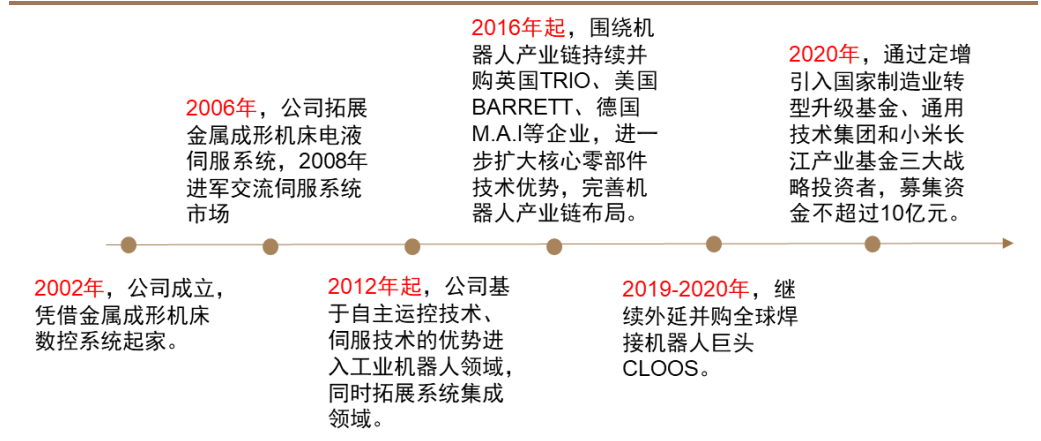 2002年，公司成立，
凭借金属成形机床
数控系统起家。
2006年，公司拓展
金属成形机床电液
伺服系统，2008年
进军交流伺服系统
市场
2012年起，公司基
于自主运控技术、
伺服技术的优势进
入工业机器人领域，
同时拓展系统集成
领域。
2016年起，围绕机
器人产业链持续并
购英国TRIO、美国
BARRETT、德国
M.A.I等企业，进一
步扩大核心零部件
技术优势，完善机
器人产业链布局。
2019-2020年，继
续外延并购全球焊
接机器人巨头
CLOOS。
2020年，通过定增
引入国家制造业转
型升级基金、通用
技术集团和小米长
江产业基金三大战
略投资者，募集资
金不超过10亿元。